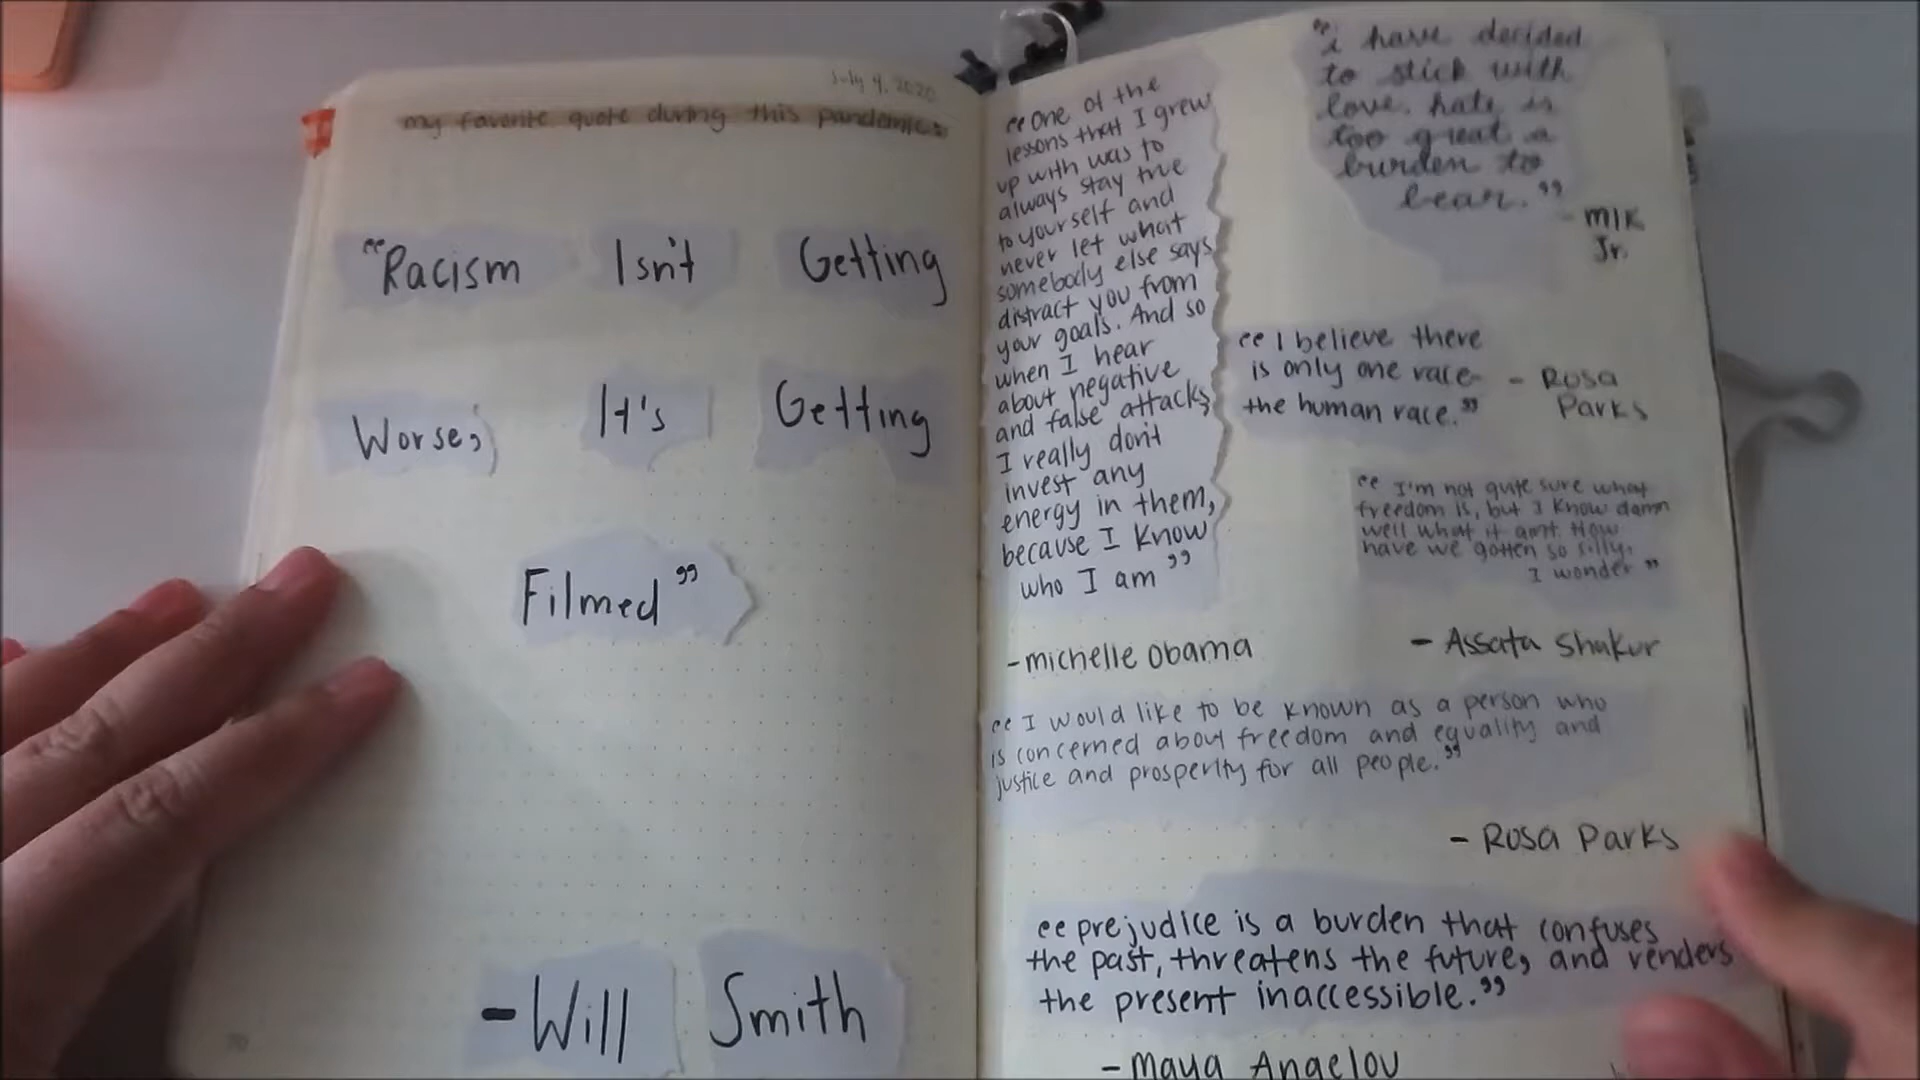 July 4, 2020
my favorite quote during this pandemic:
"Racism Isn't Getting
Worse; It's Getting
Filmed"
-Will Smith
"One of the
lessons that I grew
up with was to
always stay true
to yourself and
never let what
somebody else says
distract you from
your goals. And so
when I hear
about negative
and false attacks,
I really don't
invest any
energy in them,
because I know
who I am"
-michelle obama
"i have decided
to stick with
love. hate is
too great a
burden to
bear."
- MLK
Jr.
"I believe there
is only one race-
the human race."
- Rosa
Parks
"I'm not quite sure what
freedom is, but I know damn
well what it ain't. How
have we gotten so silly,
I wonder"
- Assata Shakur
"I would like to be known as a person who
is concerned about freedom and equality and
justice and prosperity for all people."
- Rosa Parks
"prejudice is a burden that confuses
the past, threatens the future, and renders
the present inaccessible."
- Maya Angelou